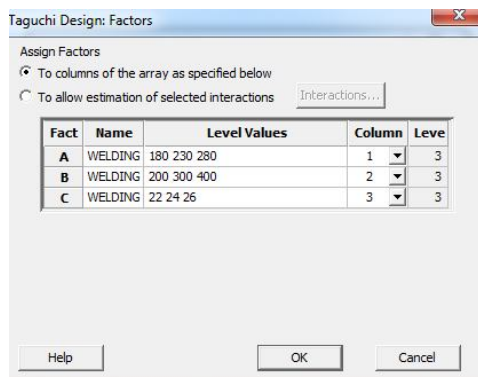 Taguchi Design: Factors
x
Assign Factors
To columns of the array as specified below
To allow estimation of selected interactions Interactions...
Fact Name Level Values Column Leve
A WELDING 180 230 280 1 3
B WELDING 200 300 400 2 3
C WELDING 22 24 26 3 3
Help OK Cancel